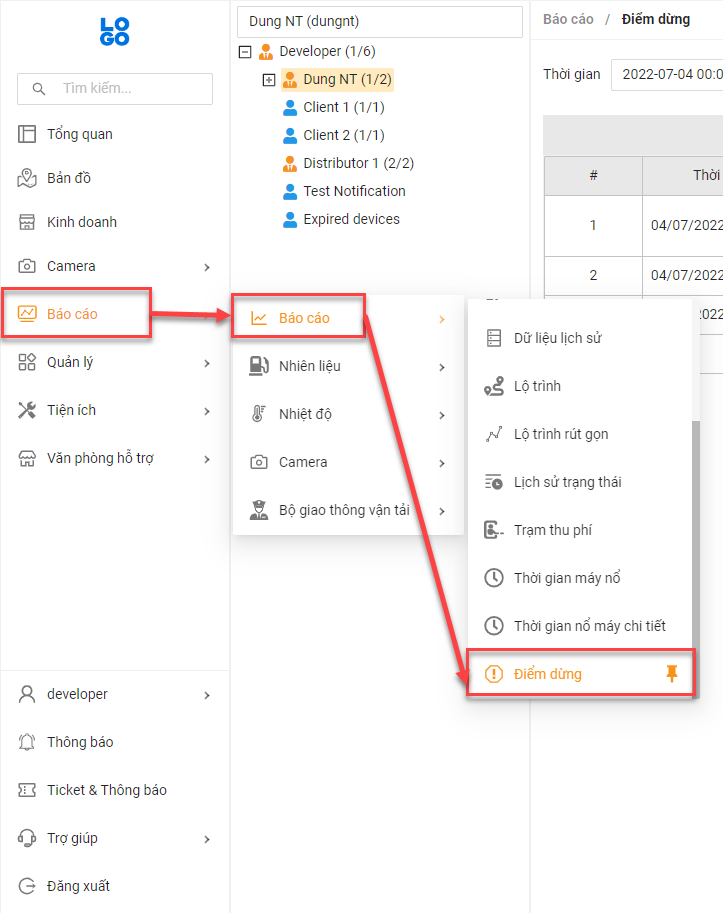 LO
GO
Tìm kiếm...
Tổng quan
Bản đồ
Kinh doanh
Camera
Báo cáo
Quản lý
Tiện ích
Văn phòng hỗ trợ
developer
Thông báo
Ticket & Thông báo
Trợ giúp
Đăng xuất
Dung NT (dungnt)
Developer (1/6)
Dung NT (1/2)
Client 1 (1/1)
Client 2 (1/1)
Distributor 1 (2/2)
Test Notification
Expired devices
Báo cáo
Nhiên liệu
Nhiệt độ
Camera
Bộ giao thông vận tải
Dữ liệu lịch sử
Lộ trình
Lộ trình rút gọn
Lịch sử trạng thái
Trạm thu phí
Thời gian máy nổ
Thời gian nổ máy chi tiết
Điểm dừng
Báo cáo / Điểm dừng
Thời gian 2022-07-04 00:0
# Thời
1 04/07/2022
2 04/07/2022